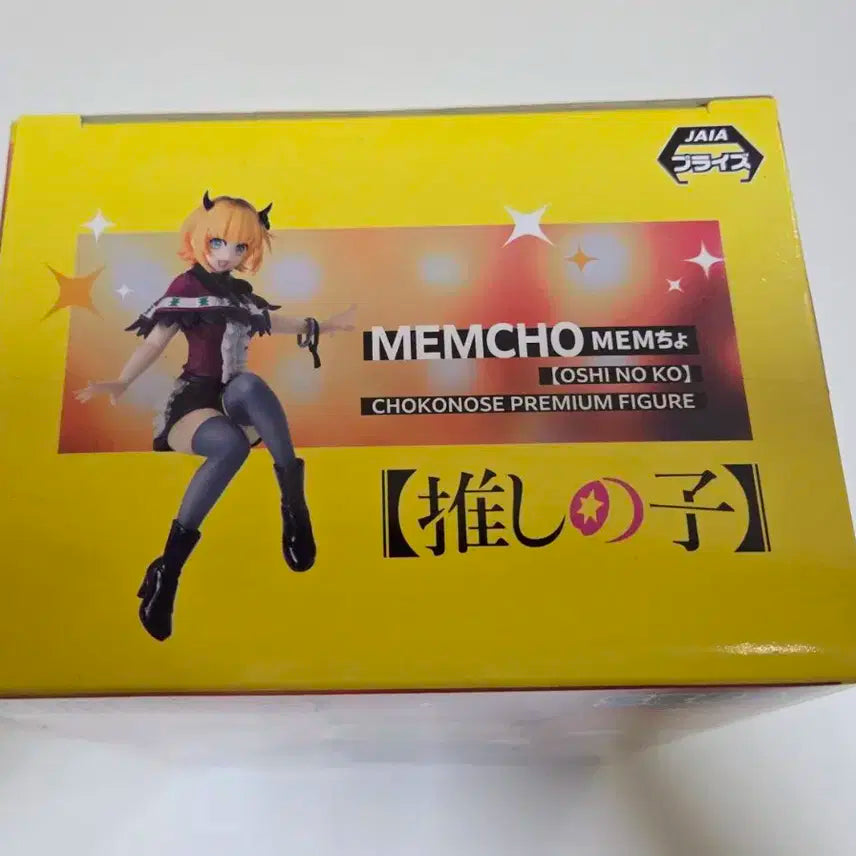 JAIA
プライズ
MEMCHO MEMちょ
【OSHI NO KO】
CHOKONOSE PREMIUM FIGURE
【推しの子】